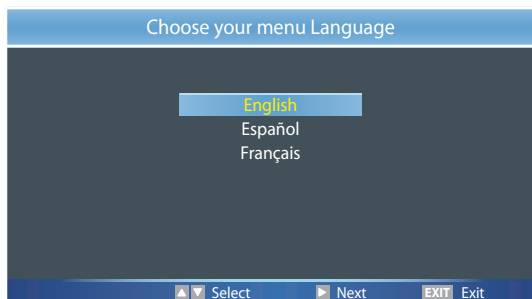 Choose your menu Language
English
Español
Français
Select Next EXIT Exit